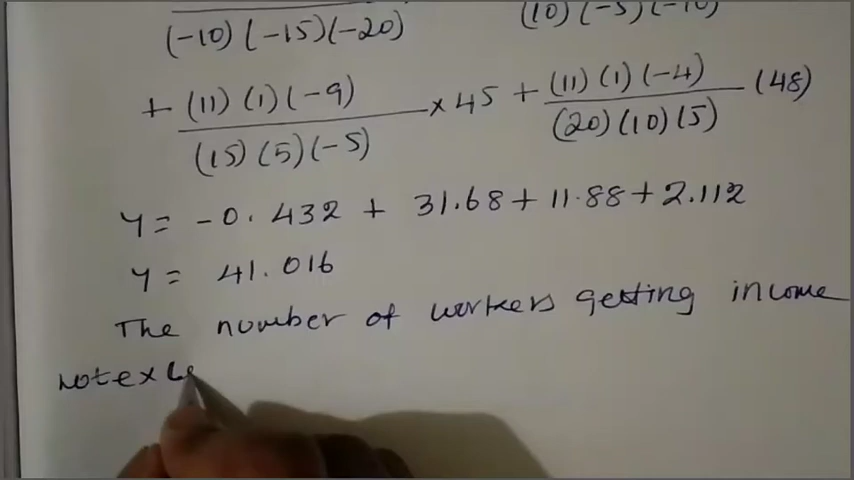 (-10) (-15) (-20) (10) (-5) (-10)
+ (11) (1) (-9) × 45 + (11) (1) (-4) (48)
(15) (5) (-5) (20) (10) (5)
y = -0.432 + 31.68 + 11.88 + 2.112
y = 41.016
The number of workers getting income
not exce